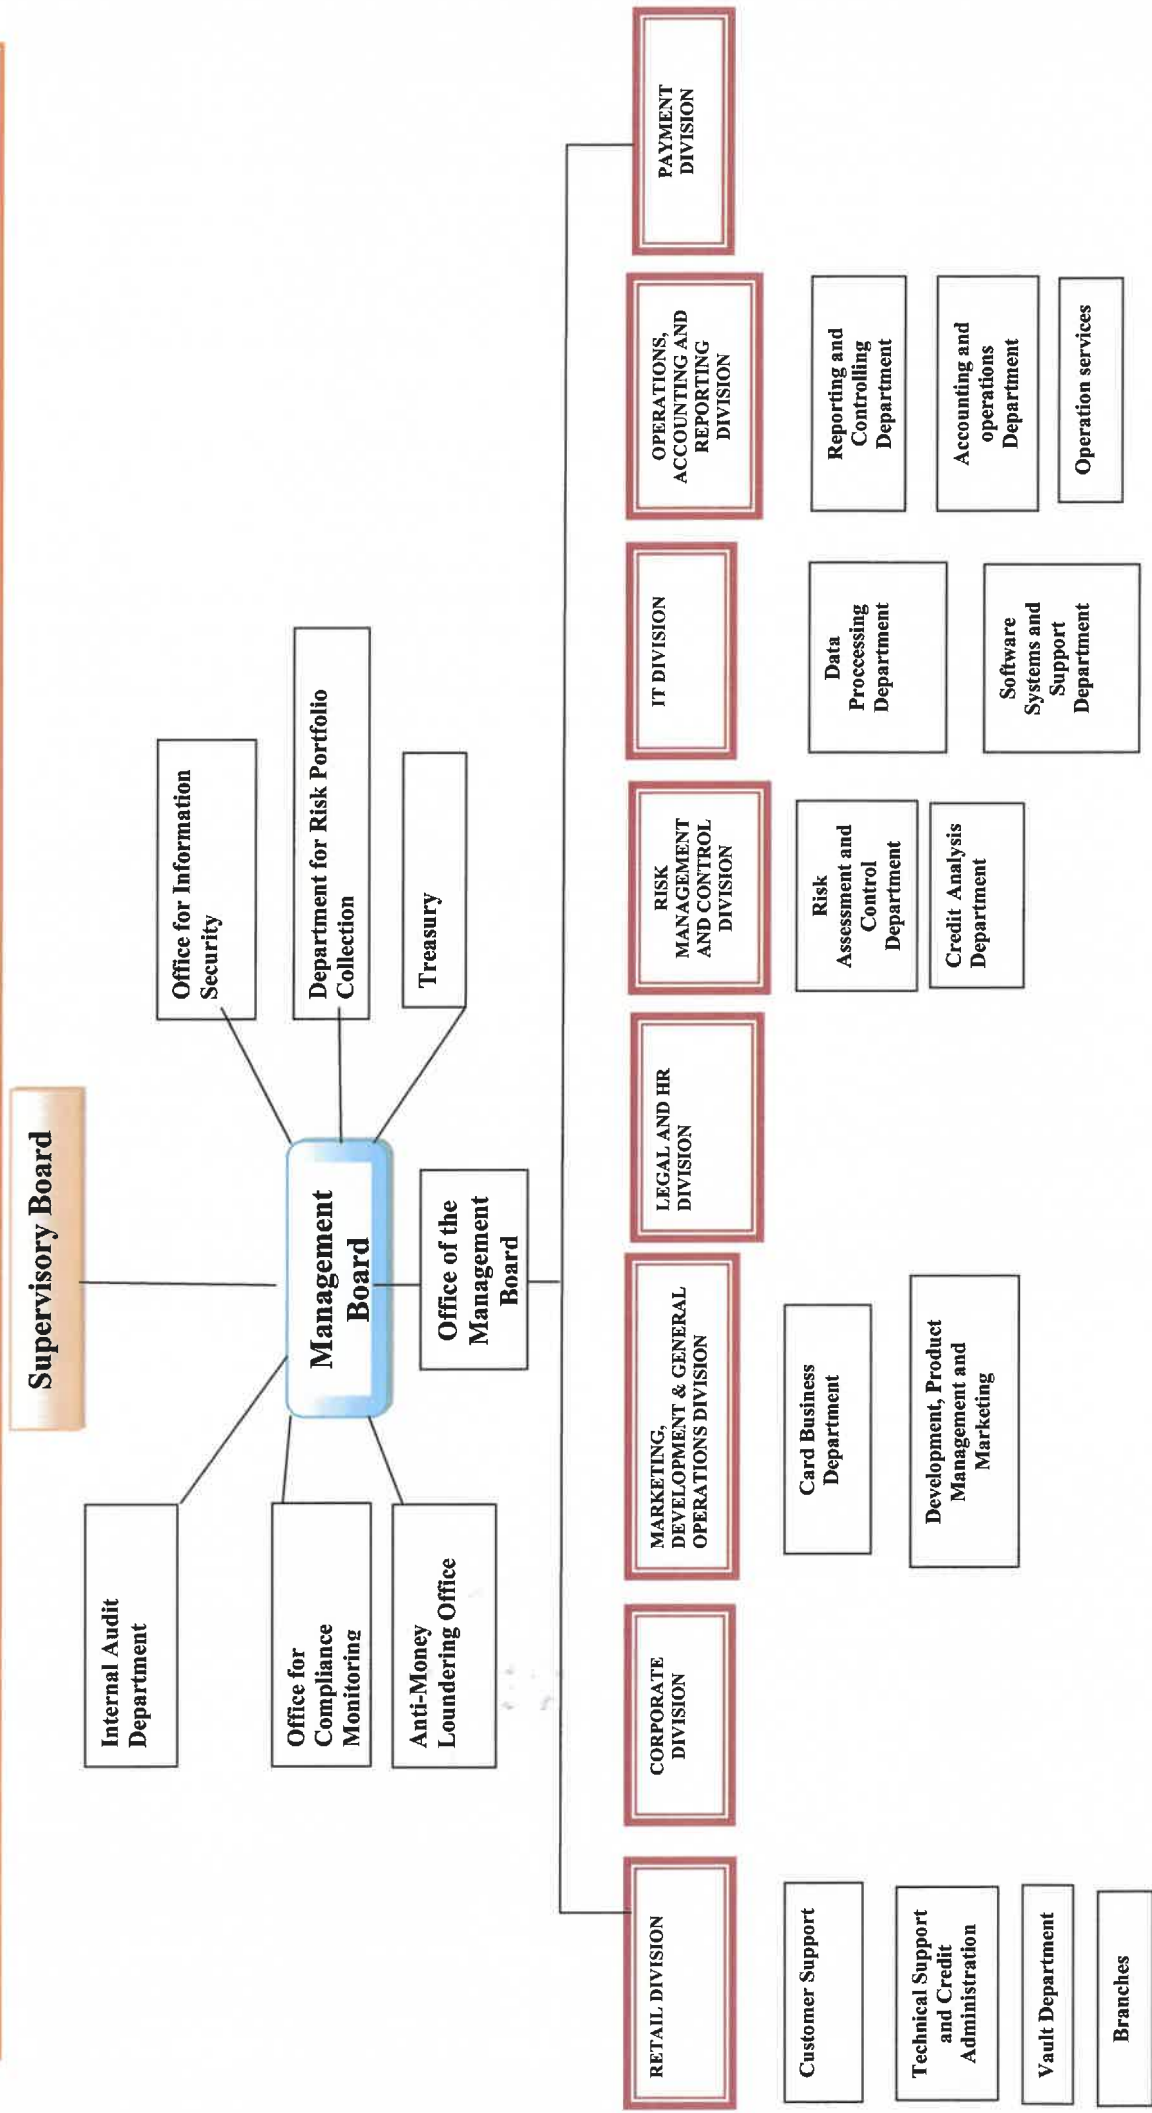 Supervisory Board
Internal Audit
Department
Office for
Compliance
Monitoring
Anti-Money
Loundering Office
Management
Board
Office of the
Management
Board
Office for Information
Security
Department for Risk Portfolio
Collection
Treasury
RETAIL DIVISION
Customer Support
Technical Support
and Credit
Administration
Vault Department
Branches
CORPORATE
DIVISION
MARKETING,
DEVELOPMENT & GENERAL
OPERATIONS DIVISION
Card Business
Department
Development, Product
Management and
Marketing
LEGAL AND HR
DIVISION
RISK
MANAGEMENT
AND CONTROL
DIVISION
Risk
Assessment and
Control
Department
Credit Analysis
Department
IT DIVISION
Data
Proccessing
Department
Software
Systems and
Support
Department
OPERATIONS,
ACCOUNTING AND
REPORTING
DIVISION
Reporting and
Controlling
Department
Accounting and
operations
Department
Operation services
PAYMENT
DIVISION